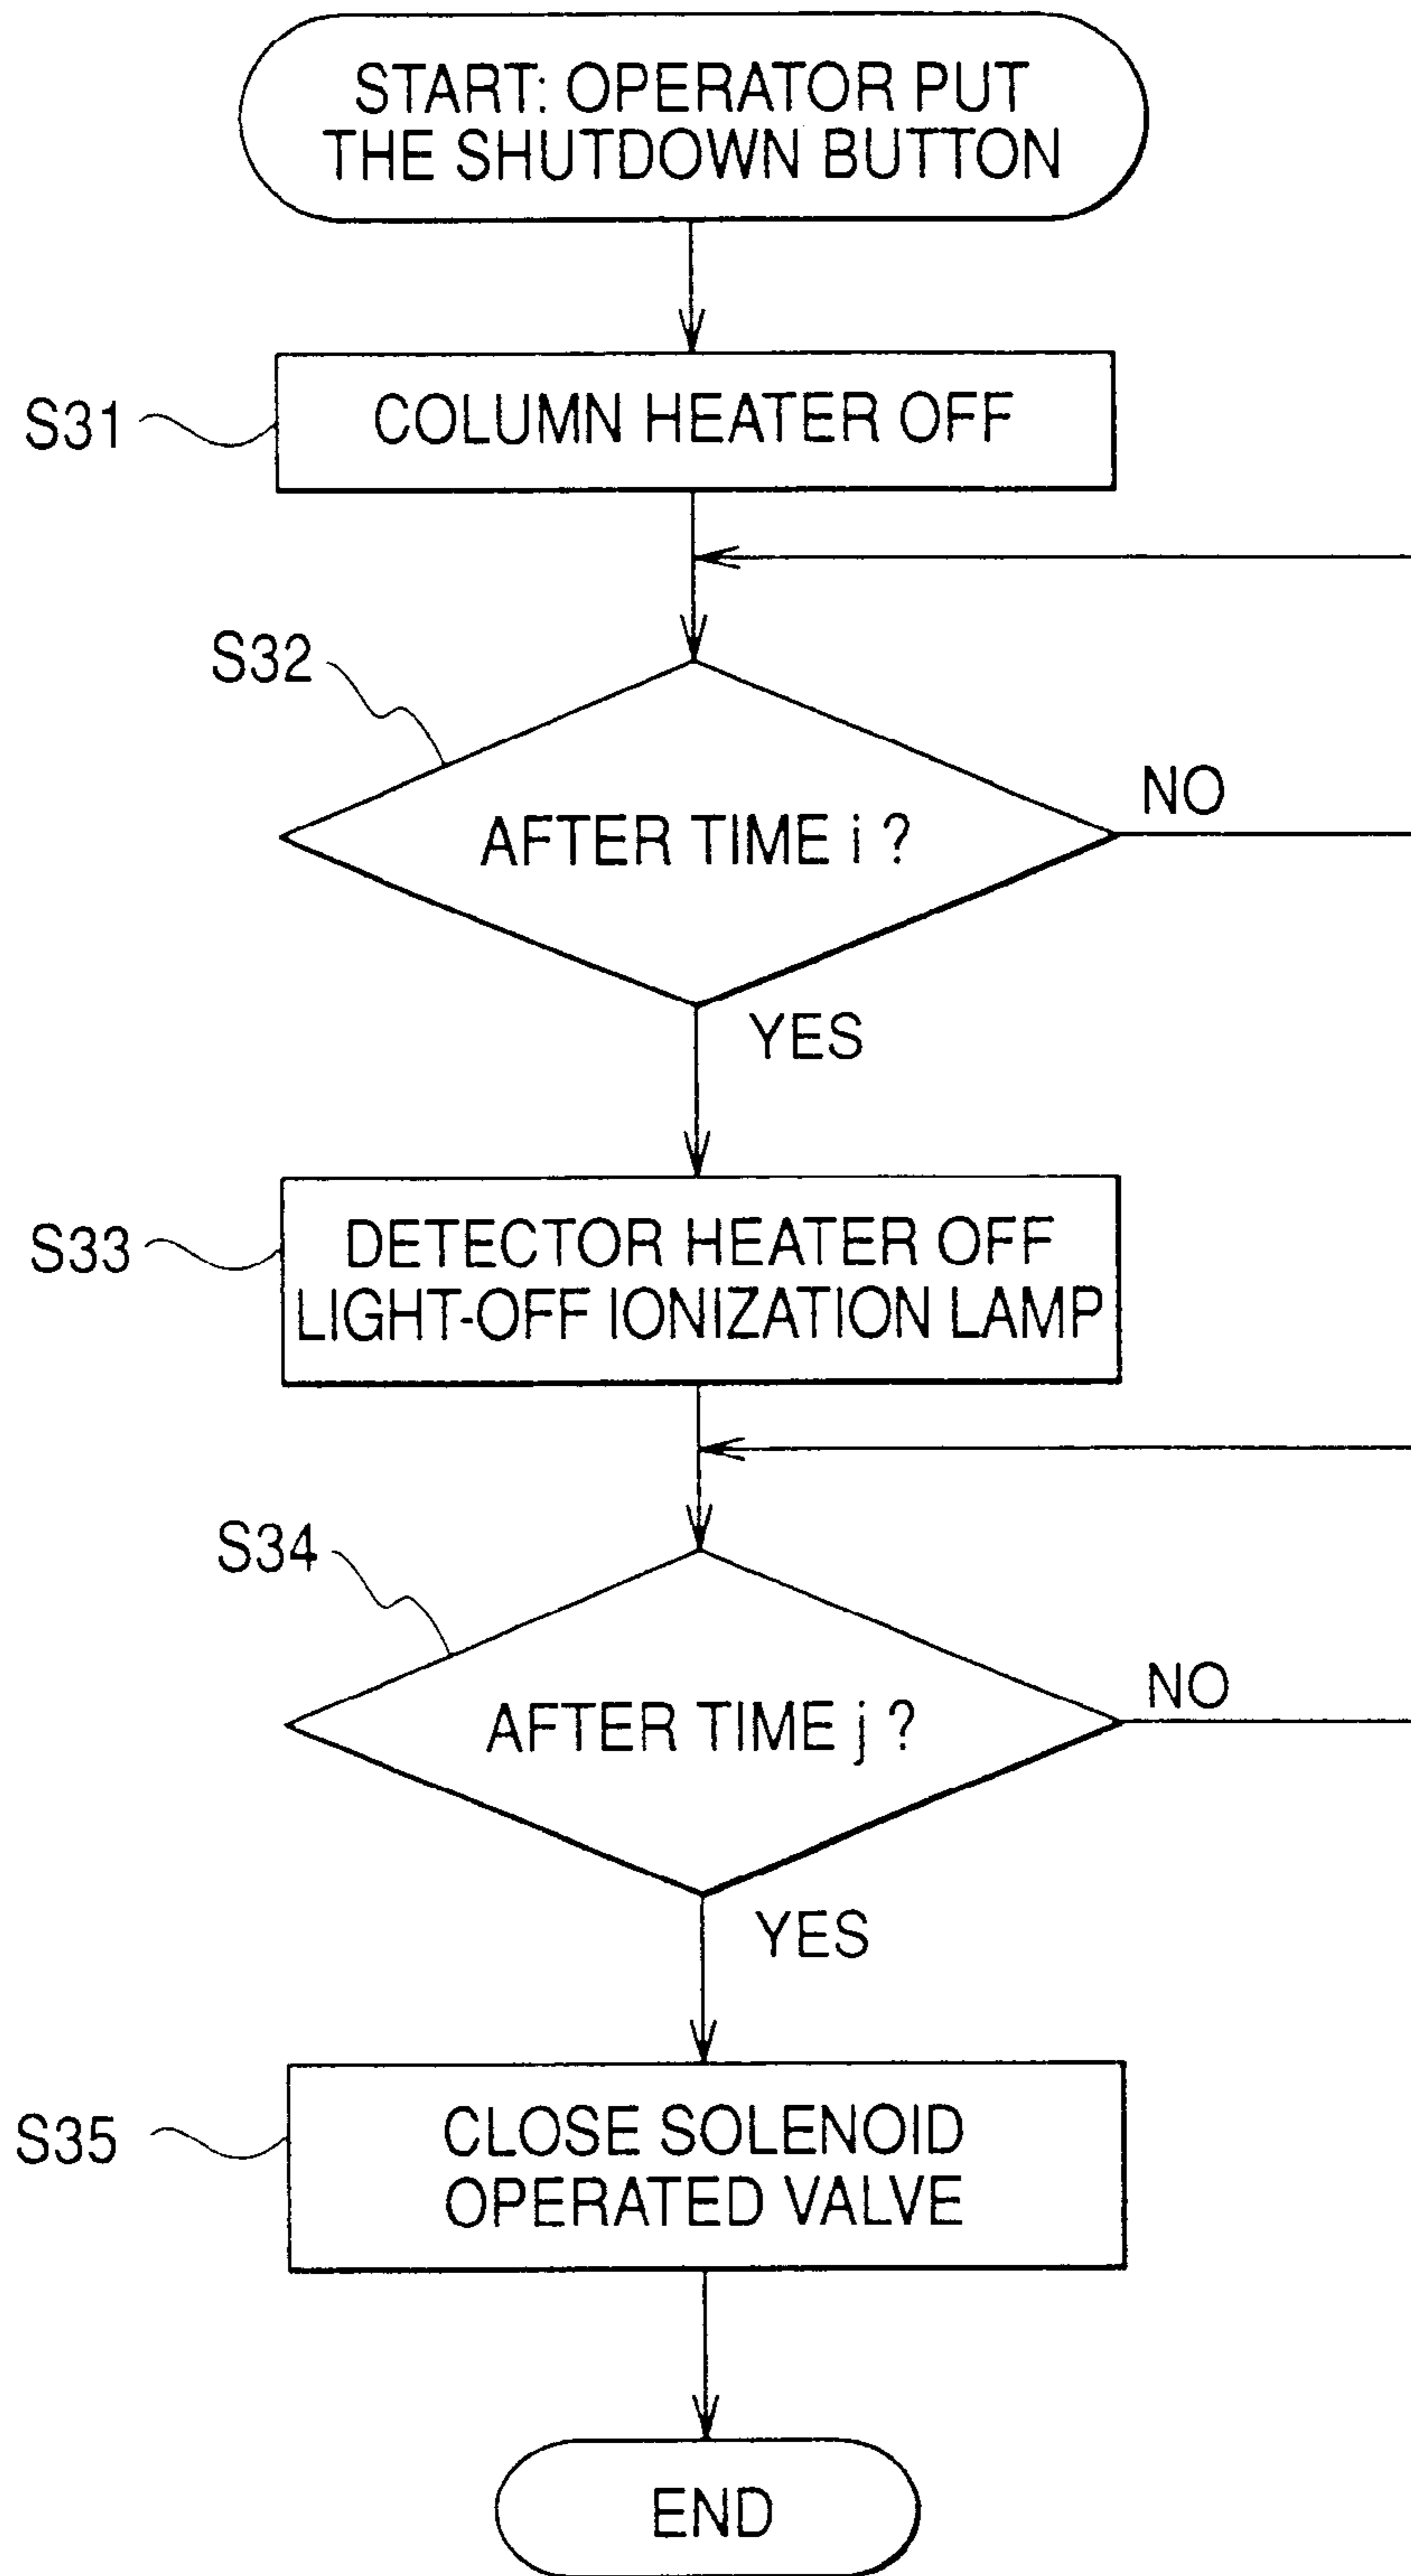 START: OPERATOR PUT
THE SHUTDOWN BUTTON
S31
COLUMN HEATER OFF
S32
AFTER TIME i ?
NO
YES
S33
DETECTOR HEATER OFF
LIGHT-OFF IONIZATION LAMP
S34
AFTER TIME j ?
NO
YES
S35
CLOSE SOLENOID
OPERATED VALVE
END